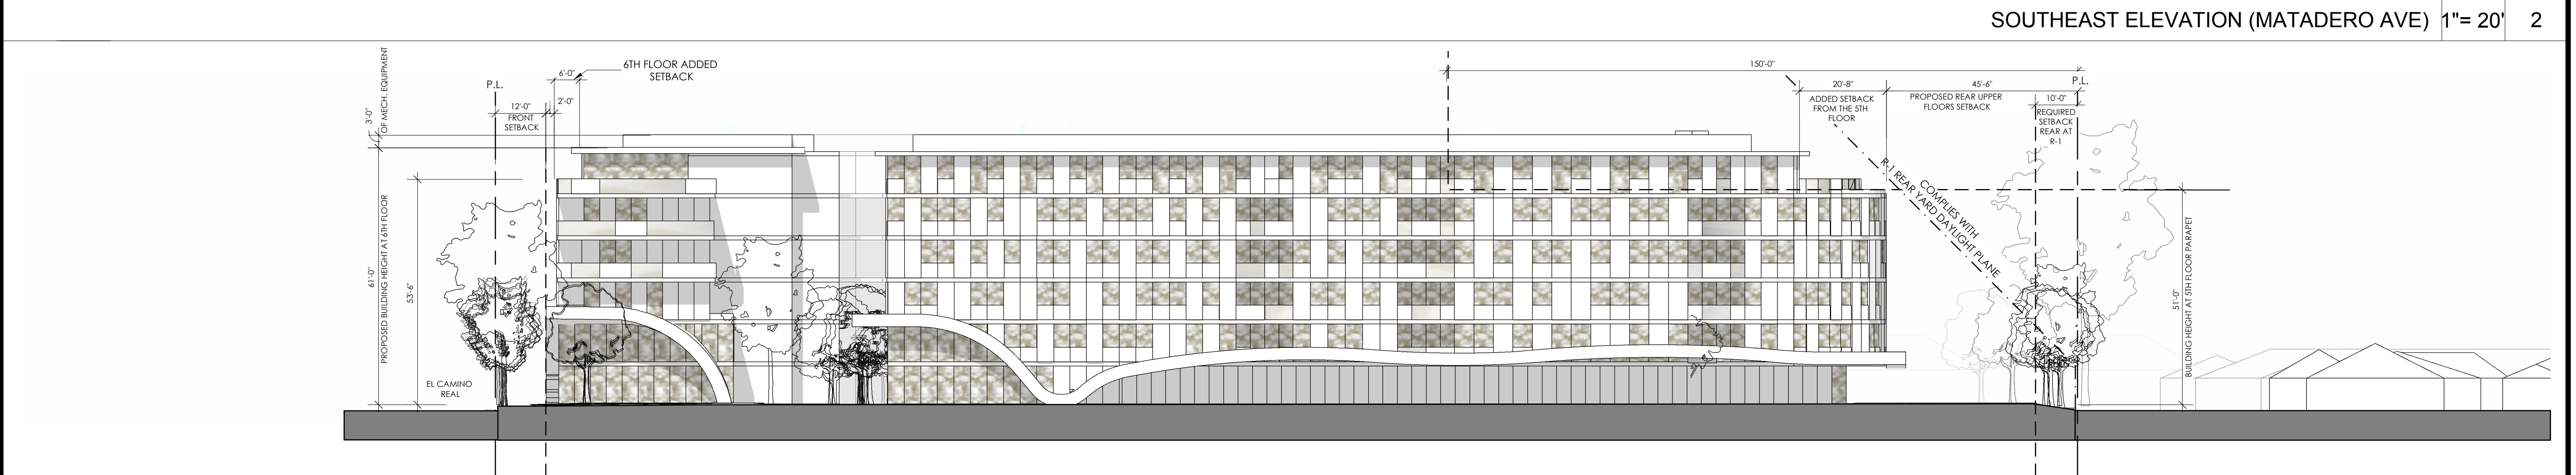 SOUTHEAST ELEVATION (MATADERO AVE) 1"= 20' 2
3'-0"
OF MECH. EQUIPMENT
P.L.
12'-0"
FRONT
SETBACK
6'-0"
2'-0"
6TH FLOOR ADDED
SETBACK
150'-0"
20'-8"
ADDED SETBACK
FROM THE 5TH
FLOOR
45'-6"
PROPOSED REAR UPPER
FLOORS SETBACK
P.L.
10'-0"
REQUIRED
SETBACK
REAR AT
R-1
COMPLIES WITH
R-1 REAR YARD DAYLIGHT PLANE
61'-0"
PROPOSED BUILDING HEIGHT AT 6TH FLOOR
53'-6"
EL CAMINO
REAL
51'-0"
BUILDING HEIGHT AT 5TH FLOOR PARAPET